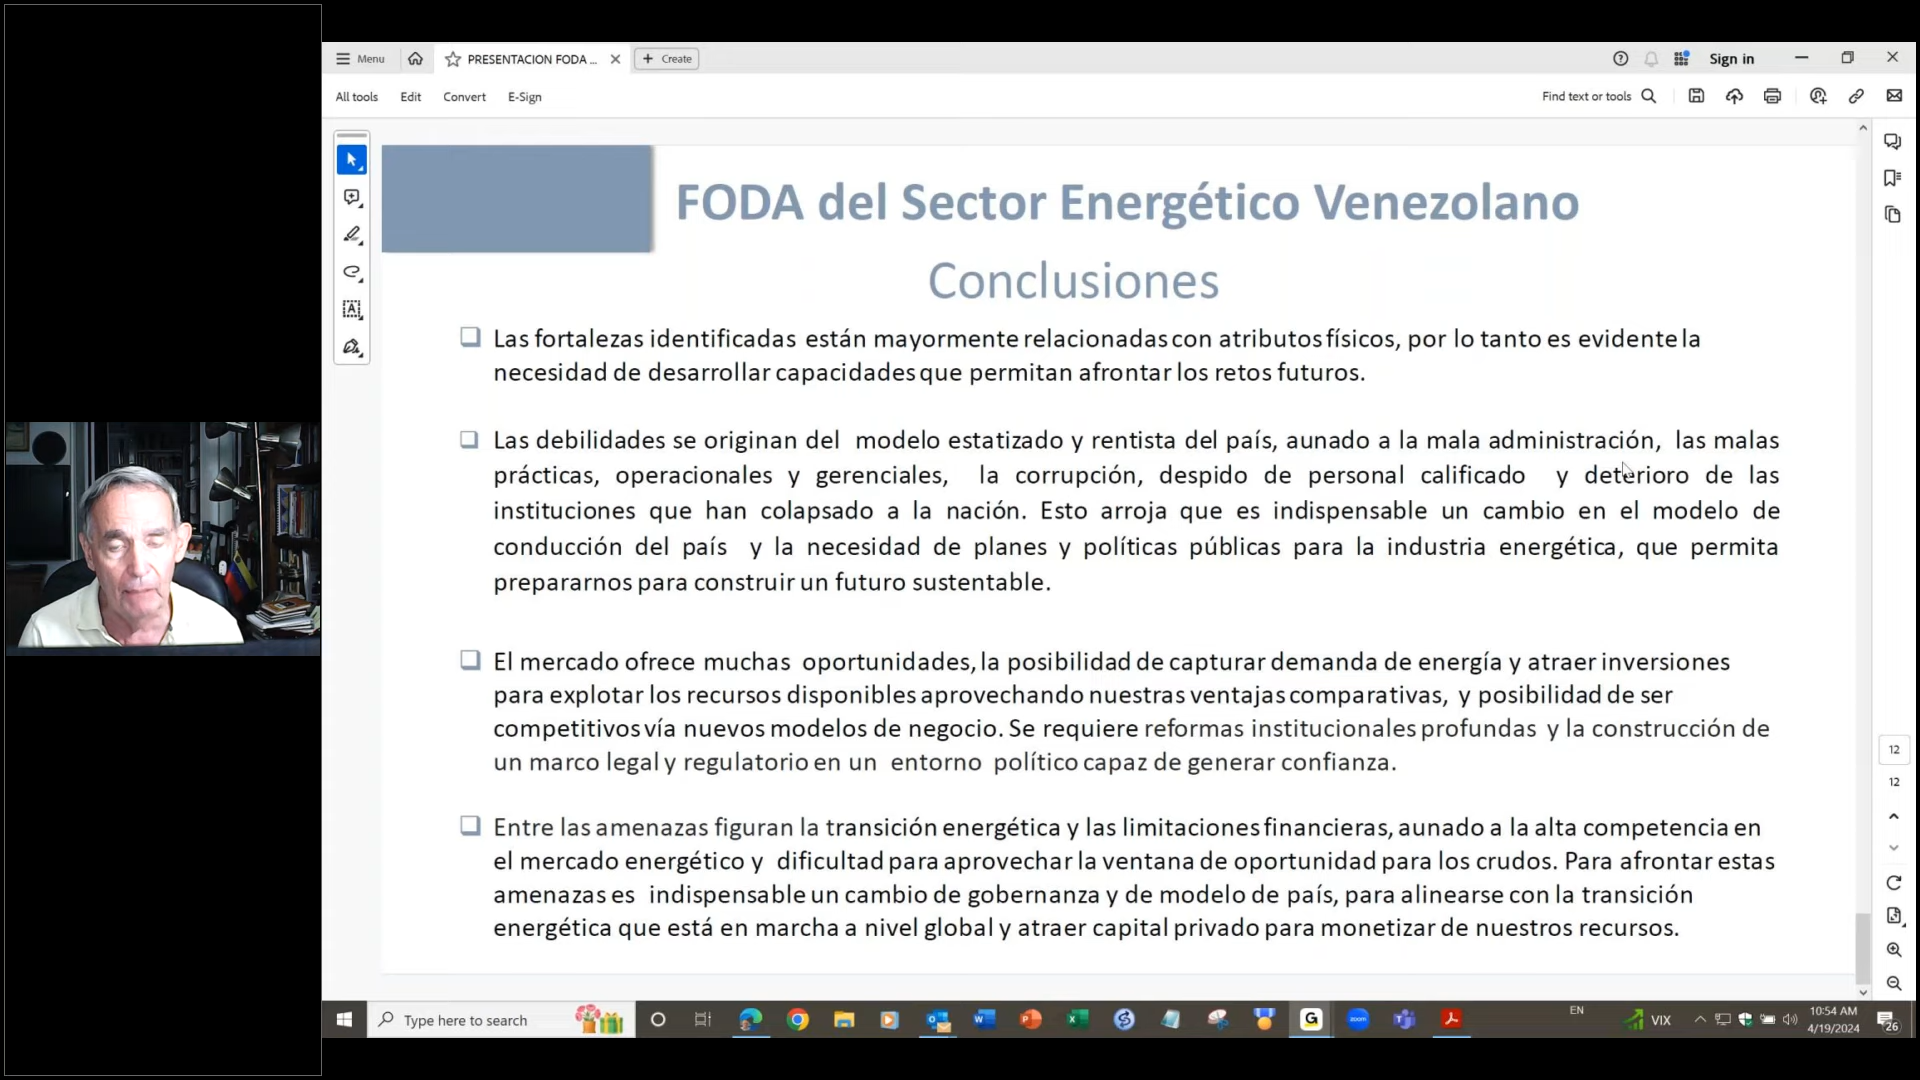 Menu
PRESENTACION FODA ...
Create
Sign in
All tools
Edit
Convert
E-Sign
Find text or tools
FODA del Sector Energético Venezolano
Conclusiones
Las fortalezas identificadas están mayormente relacionadas con atributos físicos, por lo tanto es evidente la
necesidad de desarrollar capacidades que permitan afrontar los retos futuros.
Las debilidades se originan del modelo estatizado y rentista del país, aunado a la mala administración, las malas
prácticas, operacionales y gerenciales, la corrupción, despido de personal calificado y deterioro de las
instituciones que han colapsado a la nación. Esto arroja que es indispensable un cambio en el modelo de
conducción del país y la necesidad de planes y políticas públicas para la industria energética, que permita
prepararnos para construir un futuro sustentable.
El mercado ofrece muchas oportunidades, la posibilidad de capturar demanda de energía y atraer inversiones
para explotar los recursos disponibles aprovechando nuestras ventajas comparativas, y posibilidad de ser
competitivos vía nuevos modelos de negocio. Se requiere reformas institucionales profundas y la construcción de
un marco legal y regulatorio en un entorno político capaz de generar confianza.
Entre las amenazas figuran la transición energética y las limitaciones financieras, aunado a la alta competencia en
el mercado energético y dificultad para aprovechar la ventana de oportunidad para los crudos. Para afrontar estas
amenazas es indispensable un cambio de gobernanza y de modelo de país, para alinearse con la transición
energética que está en marcha a nivel global y atraer capital privado para monetizar de nuestros recursos.
12
12
Type here to search
zoom
EN
VIX
10:54 AM
4/19/2024
26